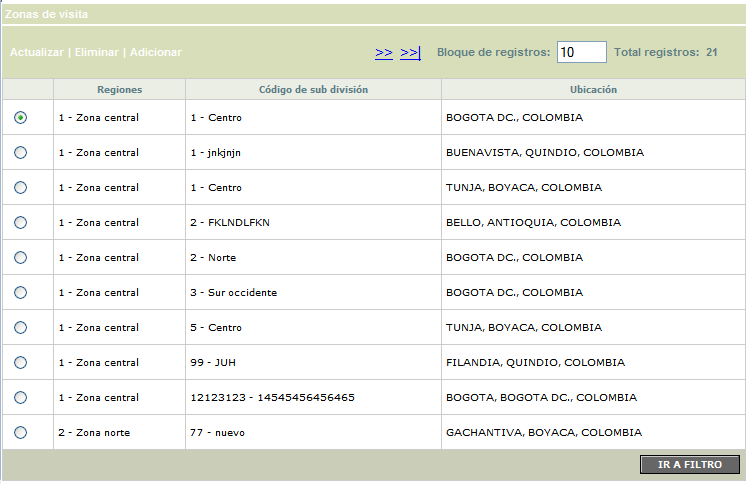 Zonas de visita
Actualizar | Eliminar | Adicionar >> >>| Bloque de registros: 10 Total registros: 21
Regiones Código de sub división Ubicación
1 - Zona central 1 - Centro BOGOTA DC., COLOMBIA
1 - Zona central 1 - jnkjnjn BUENAVISTA, QUINDIO, COLOMBIA
1 - Zona central 1 - Centro TUNJA, BOYACA, COLOMBIA
1 - Zona central 2 - FKLNDLFKN BELLO, ANTIOQUIA, COLOMBIA
1 - Zona central 2 - Norte BOGOTA DC., COLOMBIA
1 - Zona central 3 - Sur occidente BOGOTA DC., COLOMBIA
1 - Zona central 5 - Centro TUNJA, BOYACA, COLOMBIA
1 - Zona central 99 - JUH FILANDIA, QUINDIO, COLOMBIA
1 - Zona central 12123123 - 14545456456465 BOGOTA, BOGOTA DC., COLOMBIA
2 - Zona norte 77 - nuevo GACHANTIVA, BOYACA, COLOMBIA
IR A FILTRO